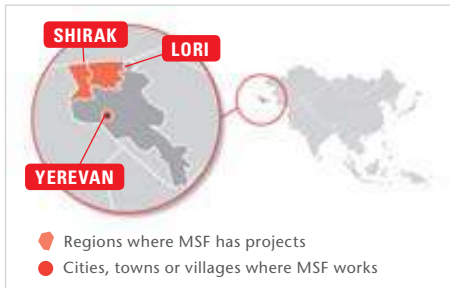 SHIRAK
LORI
YEREVAN
Regions where MSF has projects
Cities, towns or villages where MSF works